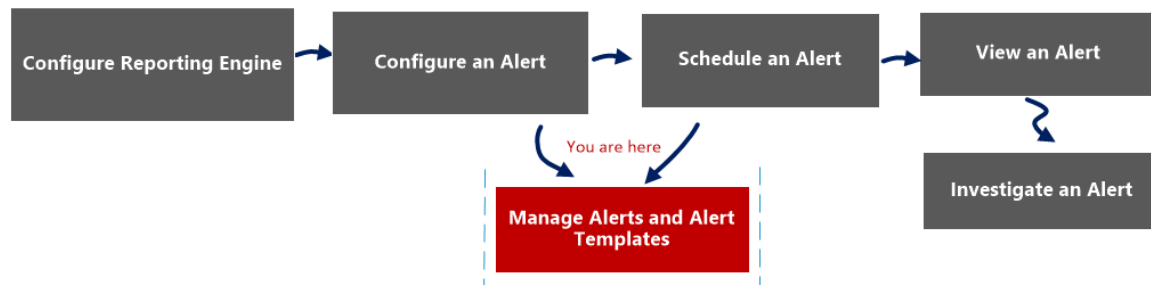 Configure Reporting Engine
Configure an Alert
Schedule an Alert
View an Alert
You are here
Manage Alerts and Alert
Templates
Investigate an Alert